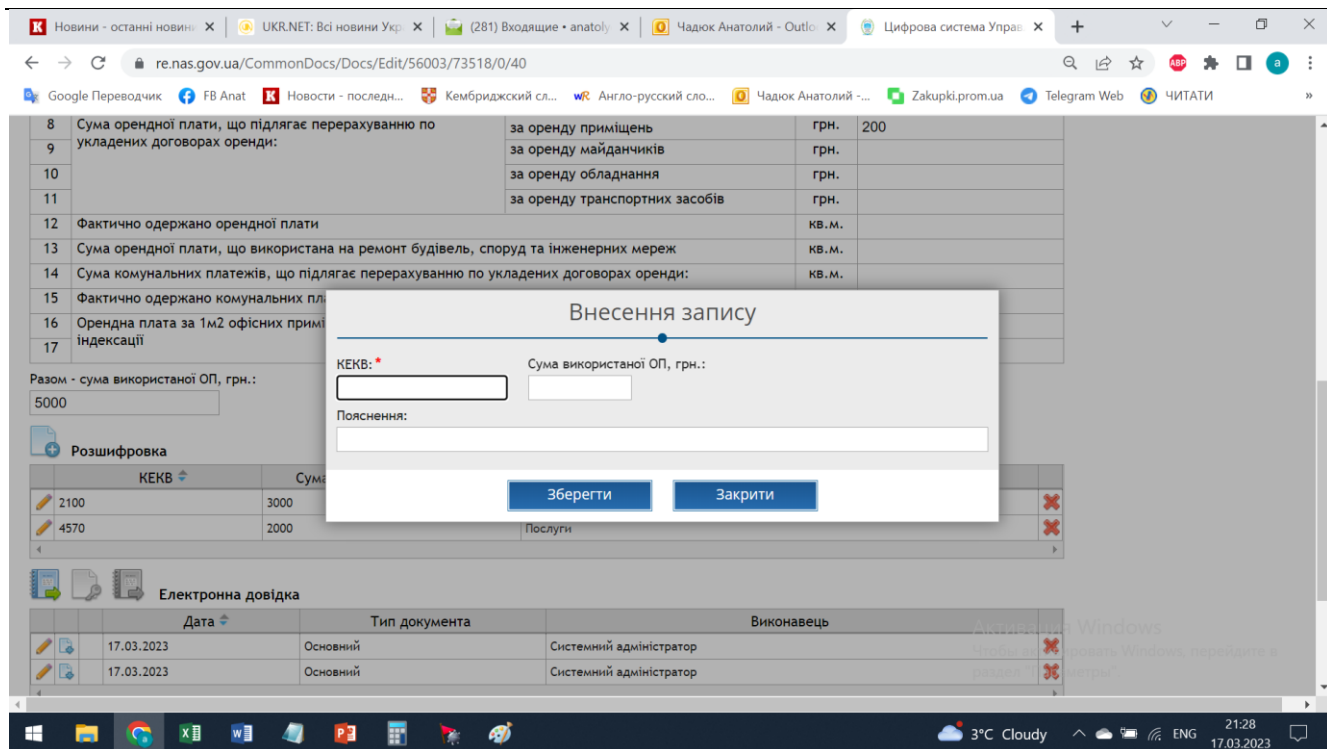 Новини - останні новин
UKR.NET: Всі новини Укр
(281) Входящие • anatoly
Чадюк Анатолий - Outlo
Цифрова система Управ
re.nas.gov.ua/CommonDocs/Docs/Edit/56003/73518/0/40
ABP
a
Google Переводчик
FB Anat
Новости - последн...
Кембриджский сл...
wR Англо-русский сло...
Чадюк Анатолий -...
Zakupki.prom.ua
Telegram Web
ЧИТАТИ
»
8 Сума орендної плати, що підлягає перерахуванню по укладених договорах оренди: за оренду приміщень грн. 200
9 за оренду майданчиків грн.
10 за оренду обладнання грн.
11 за оренду транспортних засобів грн.
12 Фактично одержано орендної плати кв.м.
13 Сума орендної плати, що використана на ремонт будівель, споруд та інженерних мереж кв.м.
14 Сума комунальних платежів, що підлягає перерахуванню по укладених договорах оренди: кв.м.
15 Фактично одержано комунальних пл
16 Орендна плата за 1м2 офісних примі
17 індексації
Внесення запису
КЕКВ:* Сума використаної ОП, грн.:
Пояснення:
Зберегти Закрити
Разом - сума використаної ОП, грн.:
5000
Розшифровка
КЕКВ Сума
2100 3000
4570 2000 Послуги
Електронна довідка
Дата Тип документа Виконавець
17.03.2023 Основний Системний адміністратор
17.03.2023 Основний Системний адміністратор
Активация Windows
Чтобы активировать Windows, перейдите в
раздел "Параметры".
3°C Cloudy ENG 21:28
17.03.2023